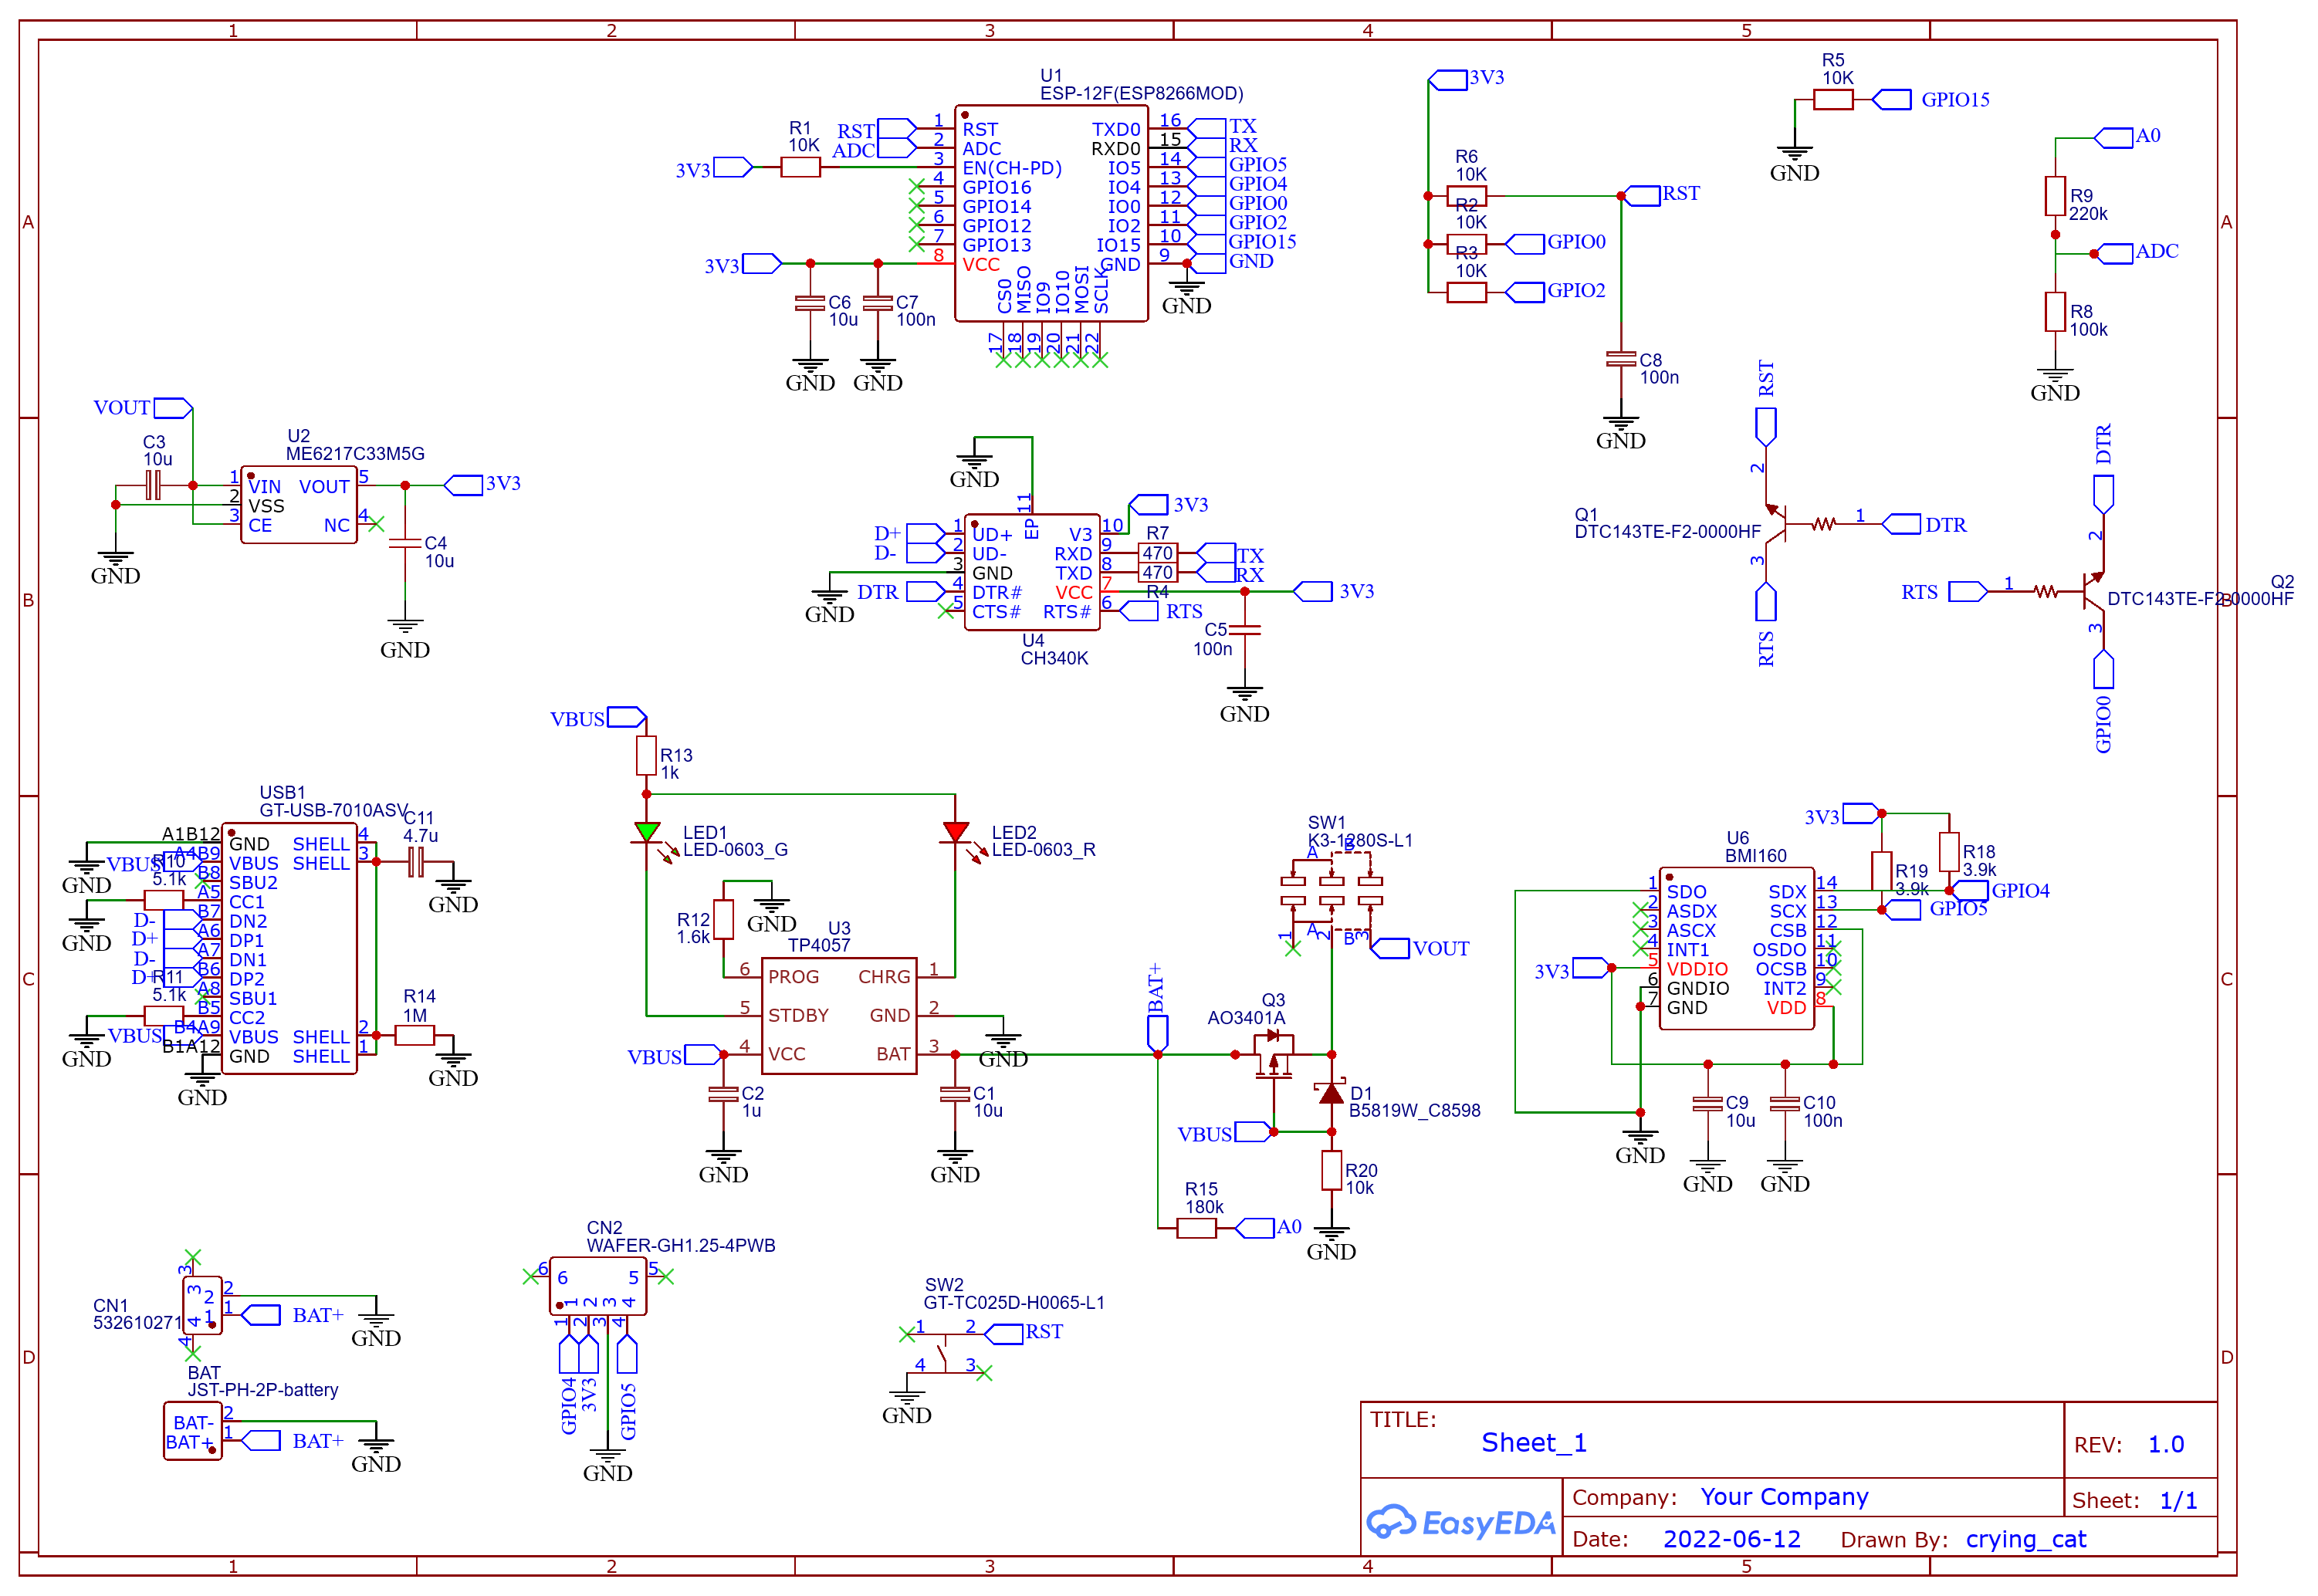 1 2 3 4 5
A
B
C
D
U1
ESP-12F(ESP8266MOD)
RST 1 RST
ADC 2 ADC
3V3
R1
10K
3 EN(CH-PD)
4 GPIO16
5 GPIO14
6 GPIO12
7 GPIO13
3V3
8 VCC
TXD0 16 TX
RXD0 15 RX
IO5 14 GPIO5
IO4 13 GPIO4
IO0 12 GPIO0
IO2 11 GPIO2
IO15 10 GPIO15
GND 9 GND
CS0 MISO IO9 IO10 MOSI SCLK
17 18 19 20 21 22
GND
C6
10u
C7
100n
GND
GND
3V3
R6
10K
RST
R2
10K
GPIO0
R3
10K
GPIO2
C8
100n
GND
R5
10K
GPIO15
GND
A0
R9
220k
ADC
R8
100k
GND
VOUT
C3
10u
U2
ME6217C33M5G
1 VIN
2 VSS
3 CE
VOUT 5
NC 4
3V3
C4
10u
GND
GND
GND
11
EP
D+ 1 UD+
D- 2 UD-
3 GND
DTR 4 DTR#
5 CTS#
V3 10 3V3
R7
RXD 9 470 TX
TXD 8 470 RX
R4
VCC 7 3V3
RTS# 6 RTS
U4
CH340K
GND
C5
100n
GND
RST
2
Q1
DTC143TE-F2-0000HF
1 DTR
3
RTS
DTR
2
RTS 1
Q2
DTC143TE-F2-0000HF
3
GPIO0
USB1
GT-USB-7010ASV
A1B12 GND
VBUS A4B9 VBUS
R10
5.1k
B8 SBU2
A5 CC1
D- B7 DN2
D+ A6 DP1
D- A7 DN1
D+ B6 DP2
R11
5.1k
A8 SBU1
B5 CC2
VBUS B4A9 VBUS
B1A12 GND
SHELL 4
SHELL 3
SHELL 2
SHELL 1
C11
4.7u
GND
R14
1M
GND
GND
GND
GND
GND
VBUS
R13
1k
LED1
LED-0603_G
LED2
LED-0603_R
R12
1.6k
GND
U3
TP4057
6 PROG
5 STDBY
4 VCC
CHRG 1
GND 2
BAT 3
VBUS
C2
1u
GND
GND
C1
10u
GND
BAT+
Q3
AO3401A
VBUS
D1
B5819W_C8598
R20
10k
GND
R15
180k
A0
SW1
K3-1280S-L1
A B
A B
1 2 3
VOUT
U6
BMI160
1 SDO
2 ASDX
3 ASCX
4 INT1
5 VDDIO
6 GNDIO
7 GND
SDX 14
SCX 13
CSB 12
OSDO 11
OCSB 10
INT2 9
VDD 8
3V3
3V3
R19
3.9k
R18
3.9k
GPIO4
GPIO5
C9
10u
C10
100n
GND
GND
GND
CN1
532610271
3 3
2 2
1 1
4 4
BAT+
GND
BAT
JST-PH-2P-battery
BAT- 2
BAT+ 1
BAT+
GND
CN2
WAFER-GH1.25-4PWB
6 6
5 5
1 2 3 4
1 2 3 4
GPIO4
3V3
GPIO5
GND
SW2
GT-TC025D-H0065-L1
1 2 RST
4 3
GND
TITLE:
Sheet_1
REV: 1.0
EasyEDA
Company: Your Company
Sheet: 1/1
Date: 2022-06-12
Drawn By: crying_cat
1 2 3 4 5
A
B
C
D